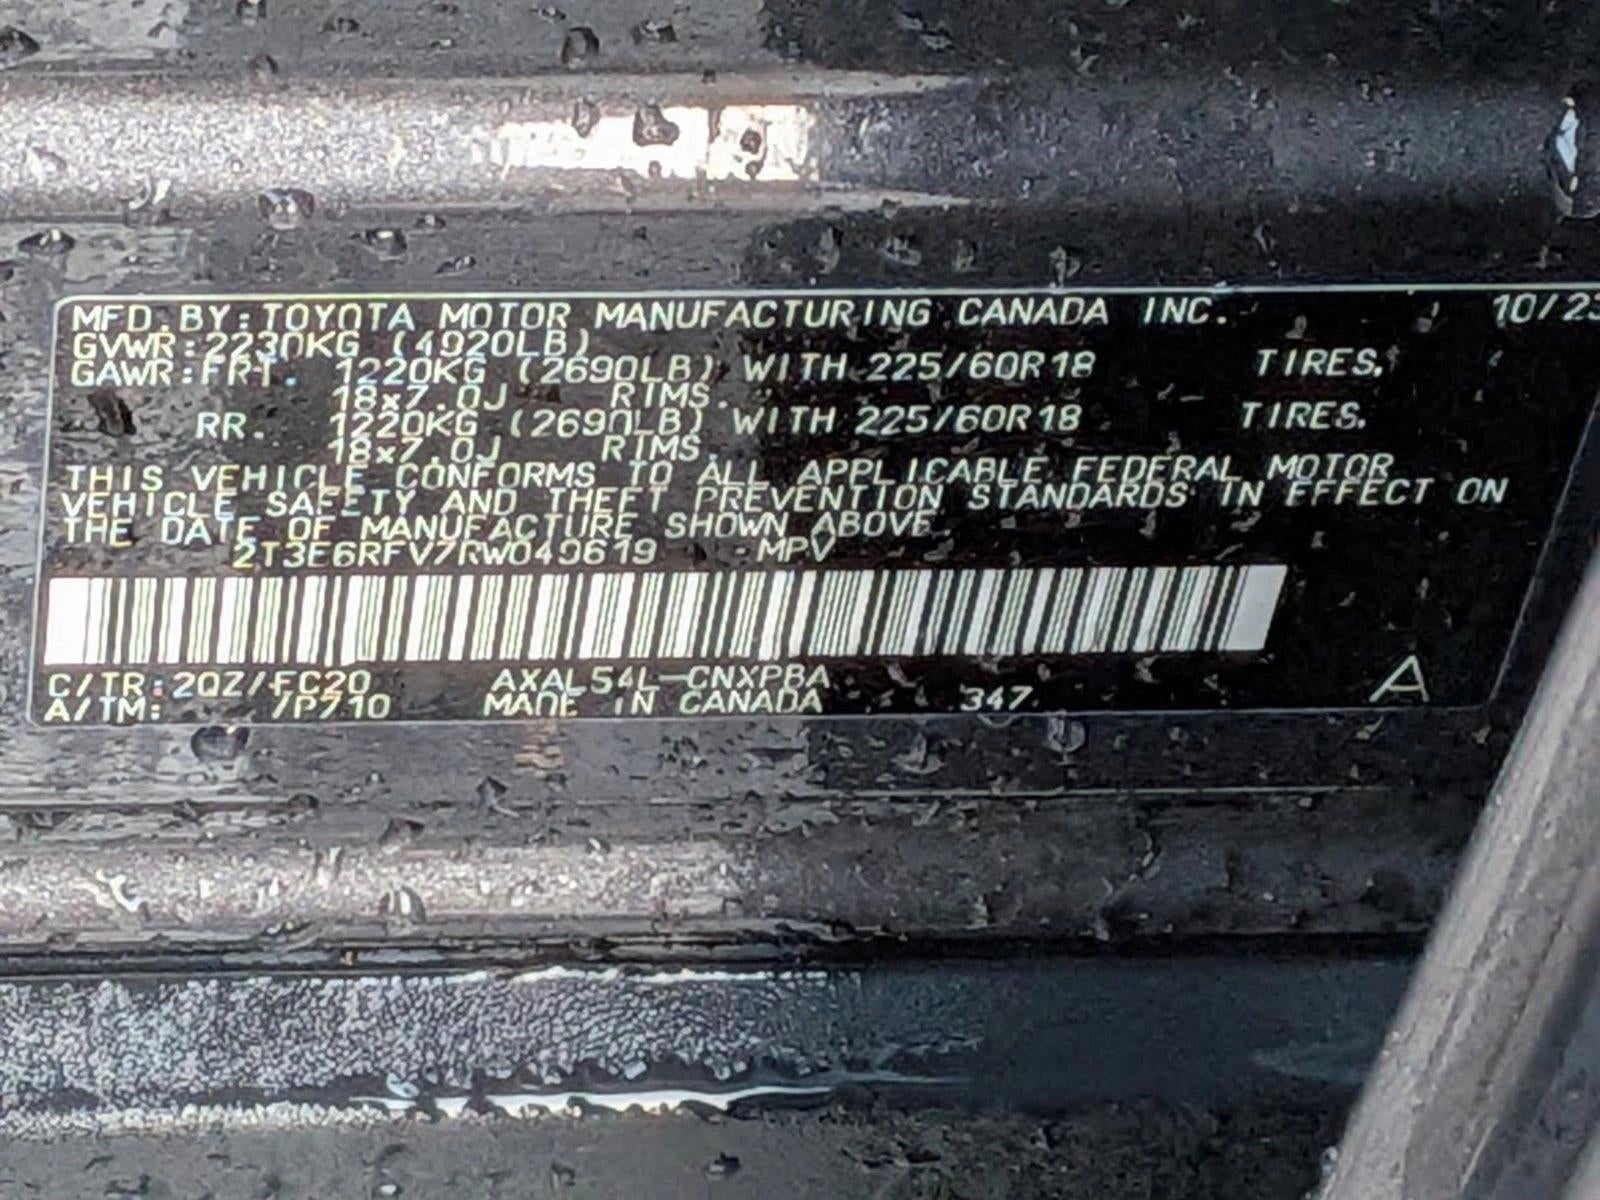 MFD.BY:TOYOTA MOTOR MANUFACTURING CANADA INC. 10/23
GVWR:2230KG (4920LB)
GAWR:FRT. 1220KG (2690LB) WITH 225/60R18 TIRES,
18x7.0J RIMS.
RR. 1220KG (2690LB) WITH 225/60R18 TIRES.
18x7.0J RIMS.
THIS VEHICLE CONFORMS TO ALL APPLICABLE FEDERAL MOTOR
VEHICLE SAFETY AND THEFT PREVENTION STANDARDS IN EFFECT ON
THE DATE OF MANUFACTURE SHOWN ABOVE.
2T3E6RFV7RW049619 MPV
C/TR:2QZ/FC20 AXAL54L-CNXPBA
A/TM: /P710 MADE IN CANADA 347 A